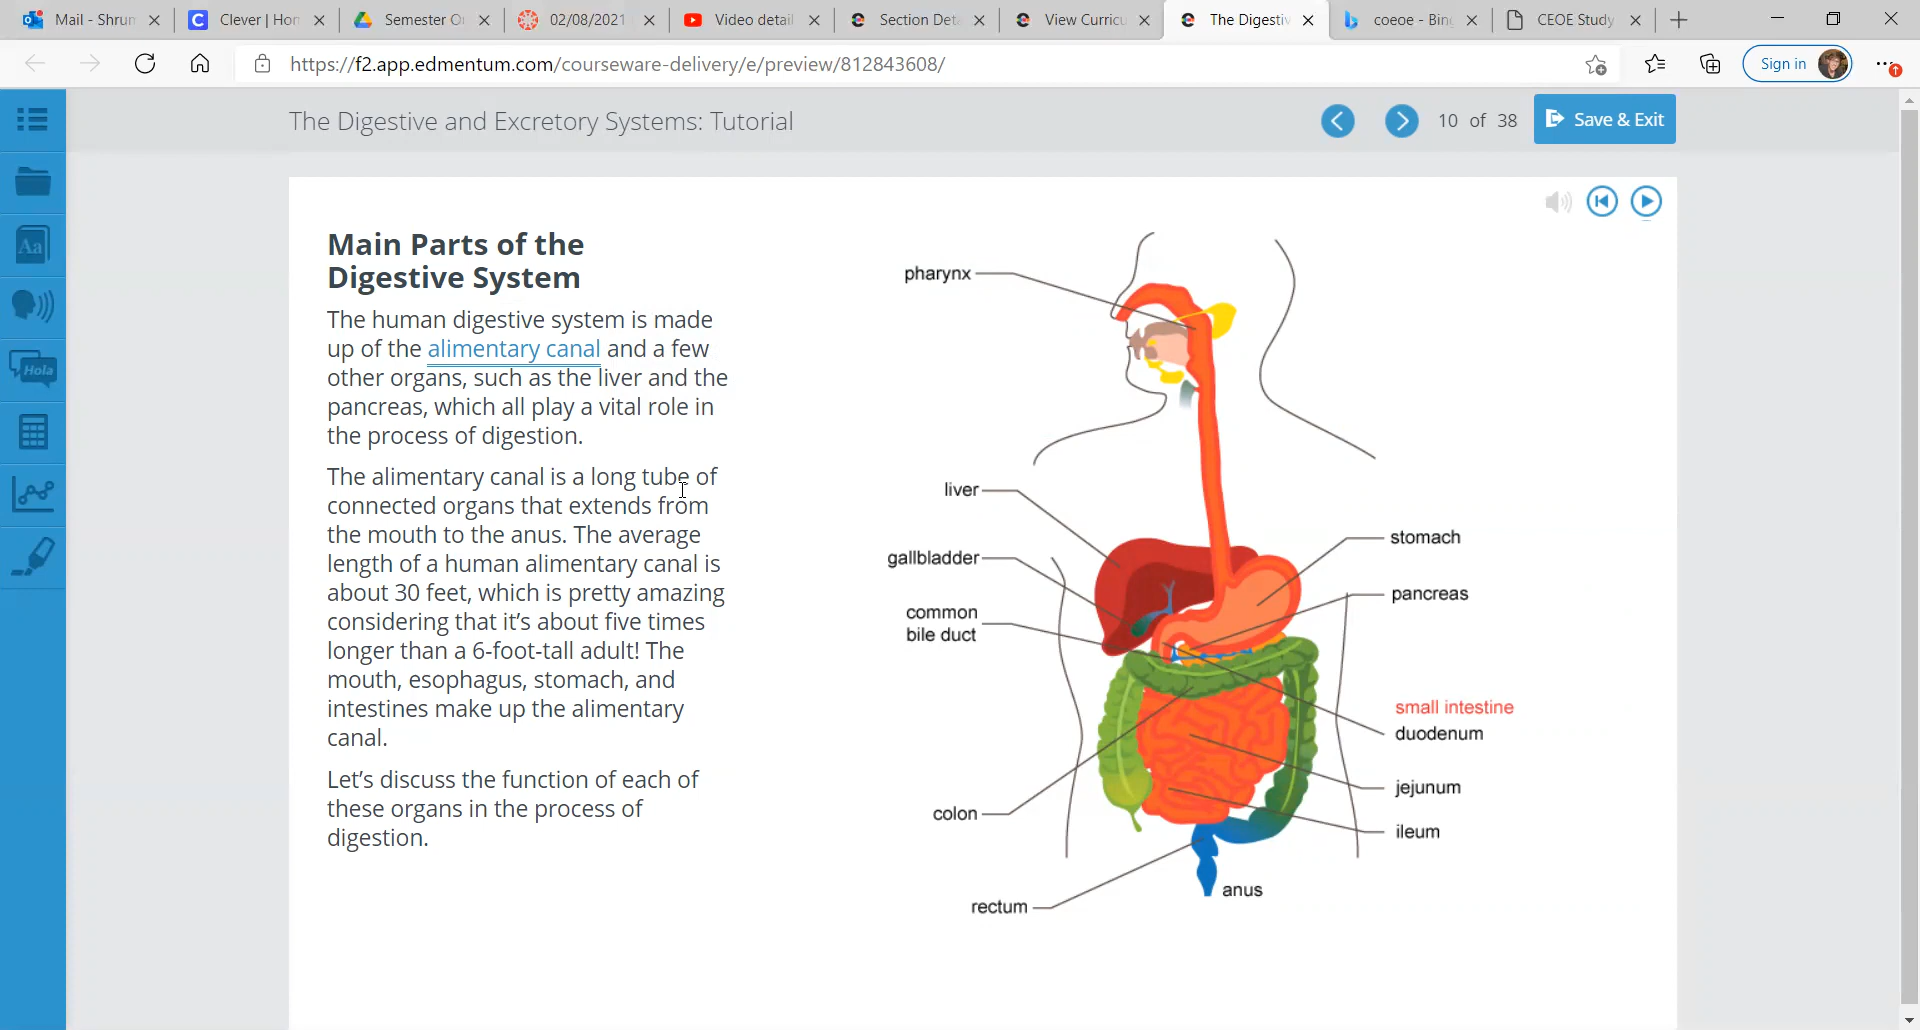 Mail - Shrun
Clever | Hon
Semester O
02/08/2021
Video detail
Section Deta
View Curricu
The Digestiv
coeoe - Bing
CEOE Study
https://f2.app.edmentum.com/courseware-delivery/e/preview/812843608/
Sign in
The Digestive and Excretory Systems: Tutorial
10 of 38
Save & Exit
Aa
Hola
Main Parts of the
Digestive System
The human digestive system is made
up of the alimentary canal and a few
other organs, such as the liver and the
pancreas, which all play a vital role in
the process of digestion.
The alimentary canal is a long tube of
connected organs that extends from
the mouth to the anus. The average
length of a human alimentary canal is
about 30 feet, which is pretty amazing
considering that it's about five times
longer than a 6-foot-tall adult! The
mouth, esophagus, stomach, and
intestines make up the alimentary
canal.
Let's discuss the function of each of
these organs in the process of
digestion.
pharynx
liver
gallbladder
common
bile duct
colon
rectum
stomach
pancreas
small intestine
duodenum
jejunum
ileum
anus